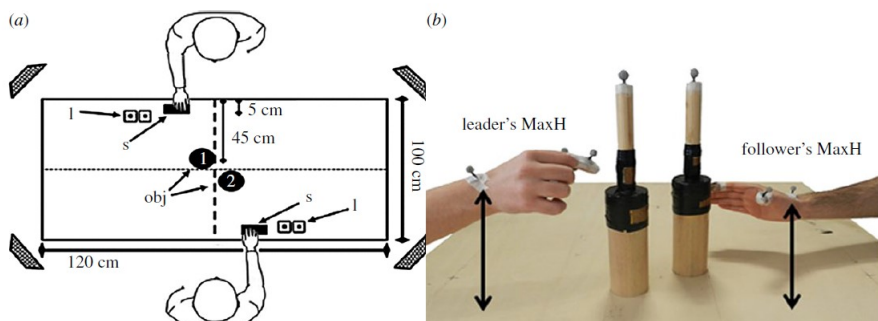 (a)
(b)
l
s
5 cm
45 cm
1
2
obj
s
l
100 cm
120 cm
leader's MaxH
follower's MaxH